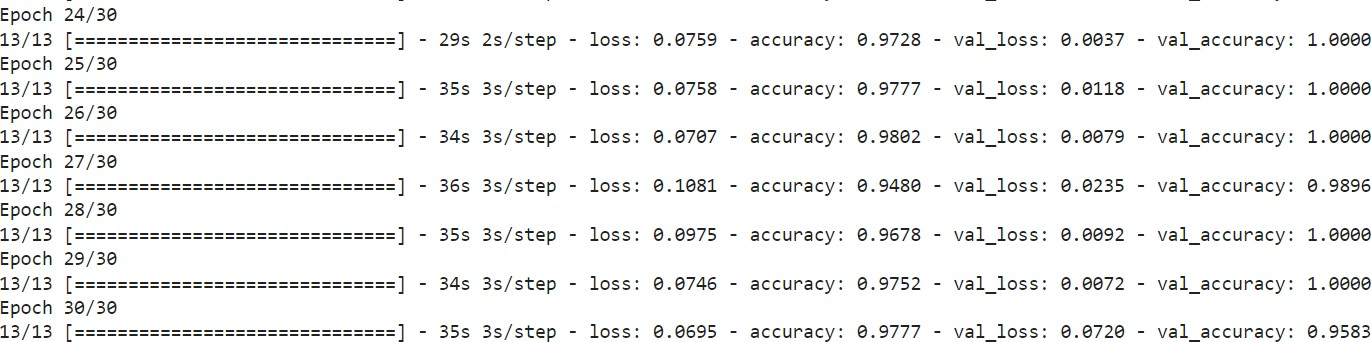 Epoch 24/30
13/13 [==============================] - 29s 2s/step - loss: 0.0759 - accuracy: 0.9728 - val_loss: 0.0037 - val_accuracy: 1.0000
Epoch 25/30
13/13 [==============================] - 35s 3s/step - loss: 0.0758 - accuracy: 0.9777 - val_loss: 0.0118 - val_accuracy: 1.0000
Epoch 26/30
13/13 [==============================] - 34s 3s/step - loss: 0.0707 - accuracy: 0.9802 - val_loss: 0.0079 - val_accuracy: 1.0000
Epoch 27/30
13/13 [==============================] - 36s 3s/step - loss: 0.1081 - accuracy: 0.9480 - val_loss: 0.0235 - val_accuracy: 0.9896
Epoch 28/30
13/13 [==============================] - 35s 3s/step - loss: 0.0975 - accuracy: 0.9678 - val_loss: 0.0092 - val_accuracy: 1.0000
Epoch 29/30
13/13 [==============================] - 34s 3s/step - loss: 0.0746 - accuracy: 0.9752 - val_loss: 0.0072 - val_accuracy: 1.0000
Epoch 30/30
13/13 [==============================] - 35s 3s/step - loss: 0.0695 - accuracy: 0.9777 - val_loss: 0.0720 - val_accuracy: 0.9583